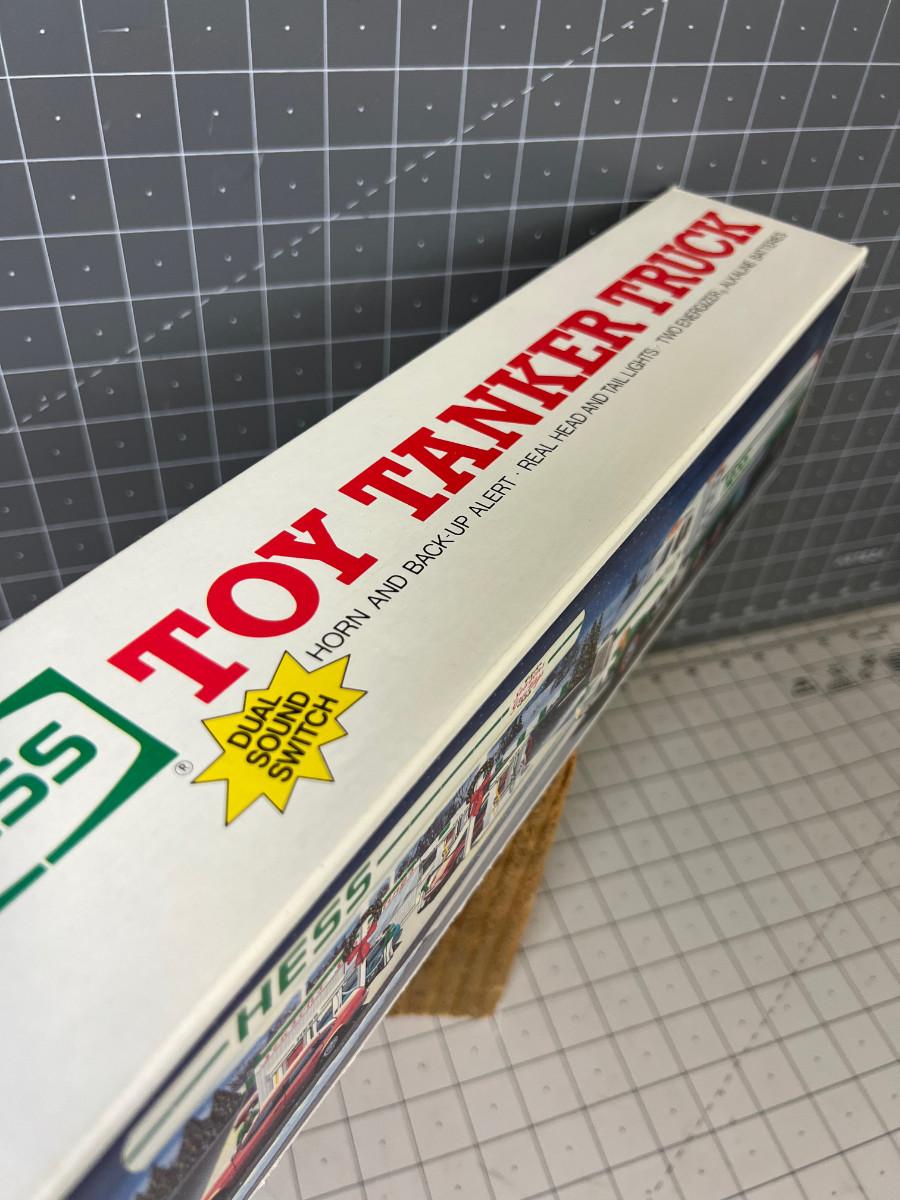 TOY TANKER TRUCK
HORN AND BACK-UP ALERT · REAL HEAD AND TAIL LIGHTS · TWO ENERGIZER® ALKALINE BATTERIES
ESS®
DUAL
SOUND
SWITCH
HESS